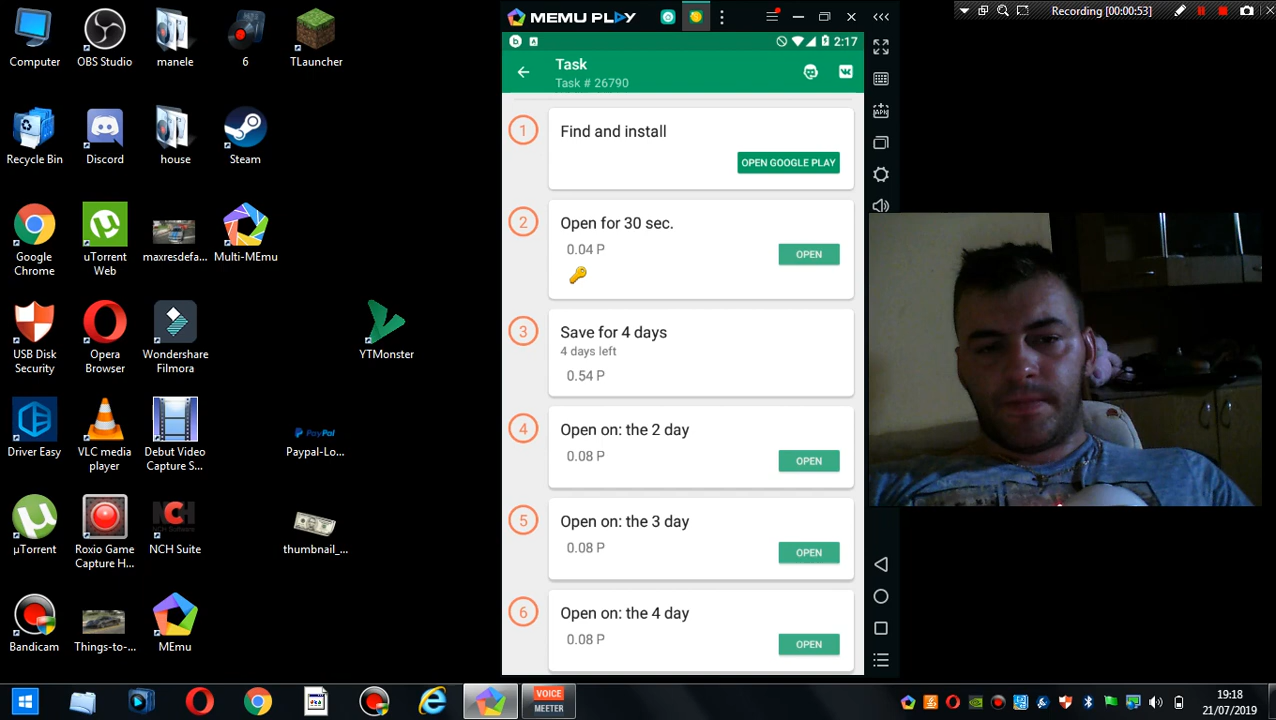 Computer
OBS Studio
manele
6
TLauncher
Recycle Bin
Discord
house
Steam
Google
Chrome
uTorrent
Web
maxresdefa...
Multi-MEmu
USB Disk
Security
Opera
Browser
Wondershare
Filmora
YTMonster
Driver Easy
VLC media
player
Debut Video
Capture S...
PayPal
Paypal-Lo...
µTorrent
Roxio Game
Capture H...
NCH Software
NCH Suite
thumbnail_...
Bandicam
Things-to-...
MEmu
MEMU PLAY
2:17
Task
Task # 26790
1
Find and install
OPEN GOOGLE PLAY
2
Open for 30 sec.
0.04 P
OPEN
3
Save for 4 days
4 days left
0.54 P
4
Open on: the 2 day
0.08 P
OPEN
5
Open on: the 3 day
0.08 P
OPEN
6
Open on: the 4 day
0.08 P
OPEN
Recording [00:00:53]
VOICE
MEETER
19:18
21/07/2019